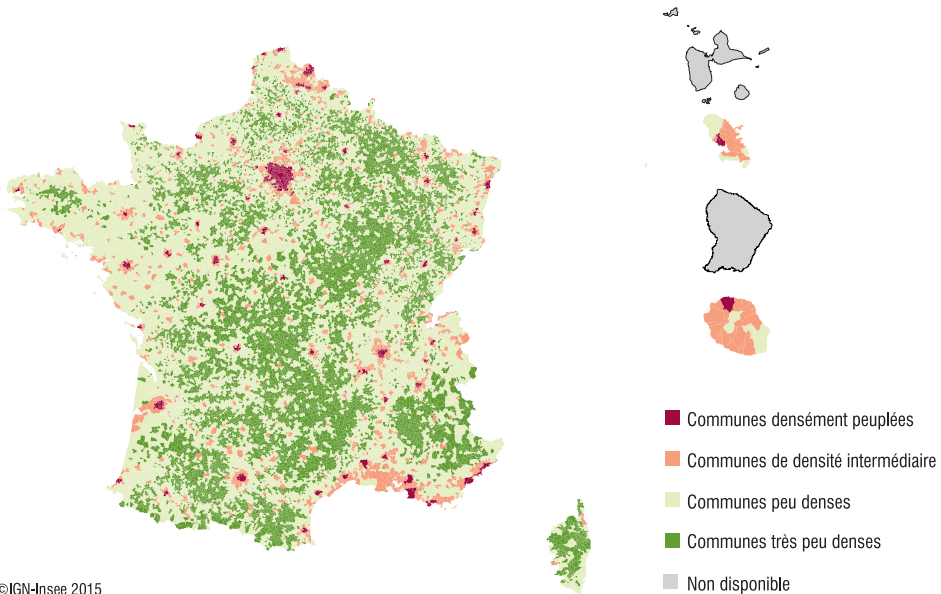 Communes densément peuplées
Communes de densité intermédiaire
Communes peu denses
Communes très peu denses
Non disponible
©IGN-Insee 2015